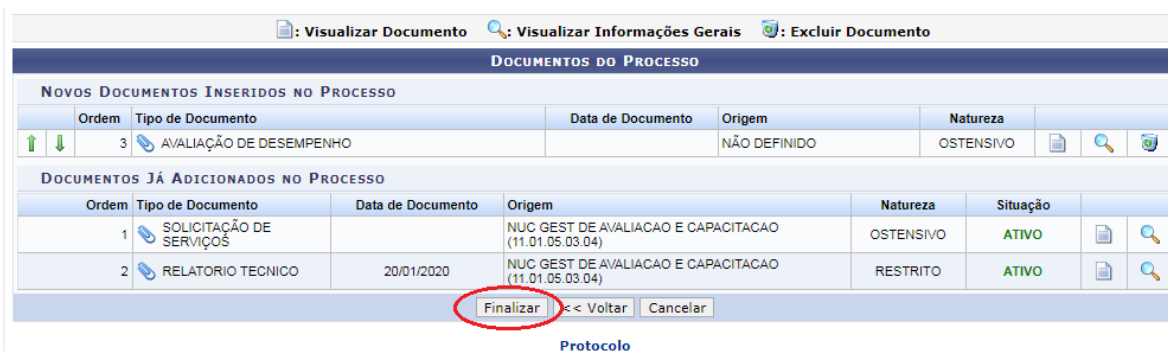 : Visualizar Documento : Visualizar Informações Gerais : Excluir Documento
DOCUMENTOS DO PROCESSO
NOVOS DOCUMENTOS INSERIDOS NO PROCESSO
Ordem Tipo de Documento Data de Documento Origem Natureza
3 AVALIAÇÃO DE DESEMPENHO NÃO DEFINIDO OSTENSIVO
DOCUMENTOS JÁ ADICIONADOS NO PROCESSO
Ordem Tipo de Documento Data de Documento Origem Natureza Situação
1 SOLICITAÇÃO DE SERVIÇOS NUC GEST DE AVALIACAO E CAPACITACAO (11.01.05.03.04) OSTENSIVO ATIVO
2 RELATORIO TECNICO 20/01/2020 NUC GEST DE AVALIACAO E CAPACITACAO (11.01.05.03.04) RESTRITO ATIVO
Finalizar << Voltar Cancelar
Protocolo